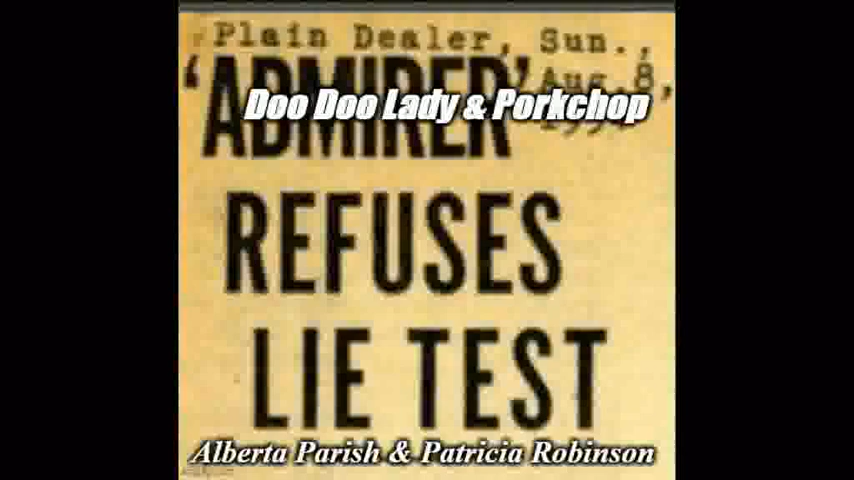 Plain Dealer, Sun.,
'ADMIRER' Aug.8,
Doo Doo Lady & Porkchop
REFUSES
LIE TEST
Alberta Parish & Patricia Robinson